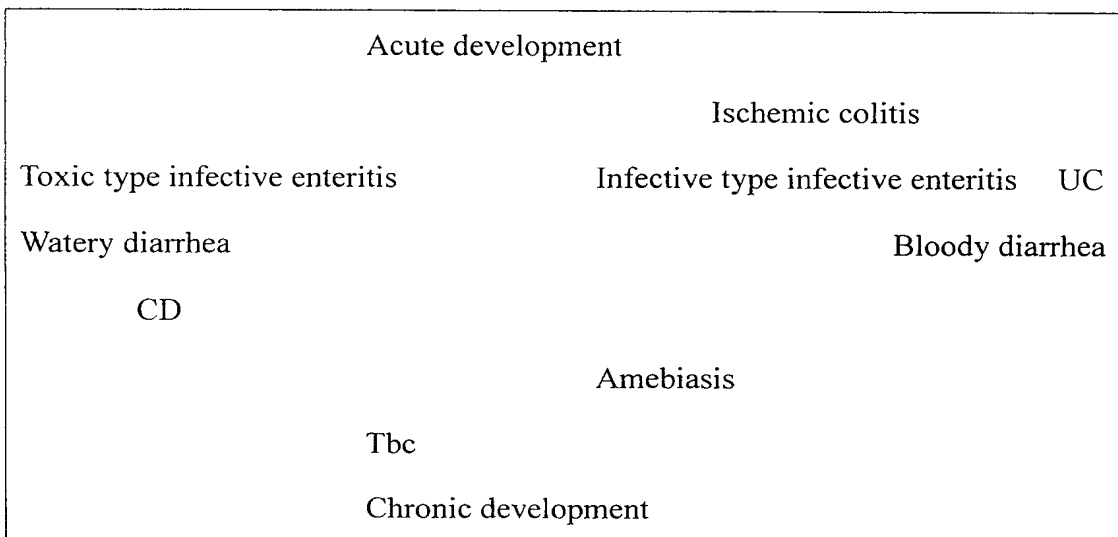 Acute development
Ischemic colitis
Toxic type infective enteritis Infective type infective enteritis UC
Watery diarrhea Bloody diarrhea
CD
Amebiasis
Tbc
Chronic development